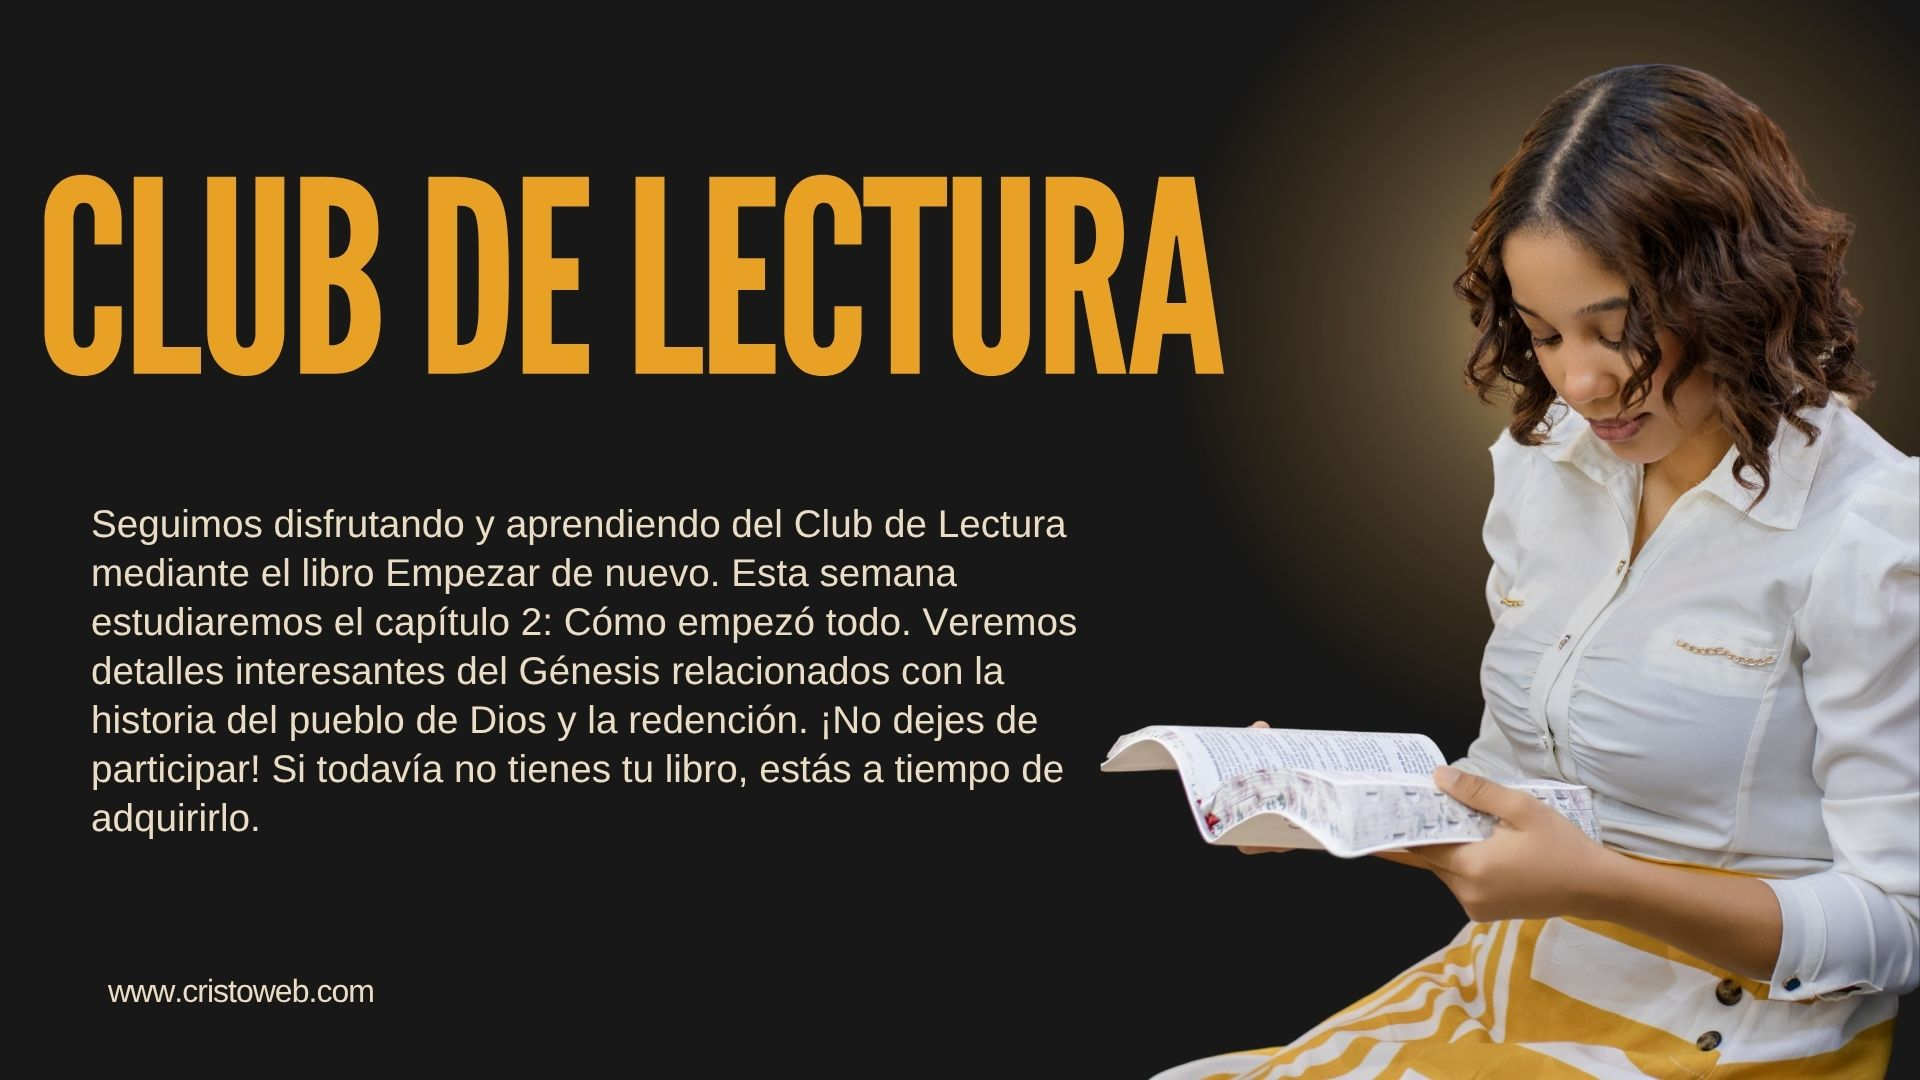 CLUB DE LECTURA
Seguimos disfrutando y aprendiendo del Club de Lectura
mediante el libro Empezar de nuevo. Esta semana
estudiaremos el capítulo 2: Cómo empezó todo. Veremos
detalles interesantes del Génesis relacionados con la
historia del pueblo de Dios y la redención. ¡No dejes de
participar! Si todavía no tienes tu libro, estás a tiempo de
adquirirlo.
www.cristoweb.com